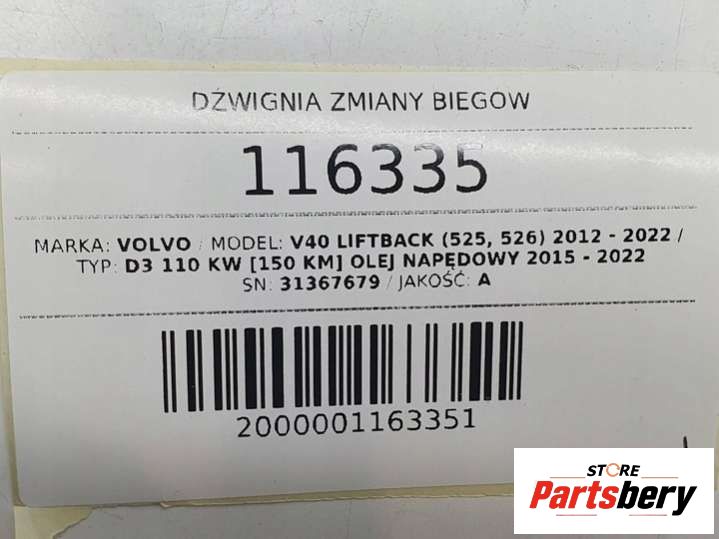 DŹWIGNIA ZMIANY BIEGÓW
116335
MARKA: VOLVO / MODEL: V40 LIFTBACK (525, 526) 2012 - 2022 /
TYP: D3 110 KW [150 KM] OLEJ NAPĘDOWY 2015 - 2022
SN: 31367679 / JAKOŚĆ: A
2000001163351
STORE
Partsbery